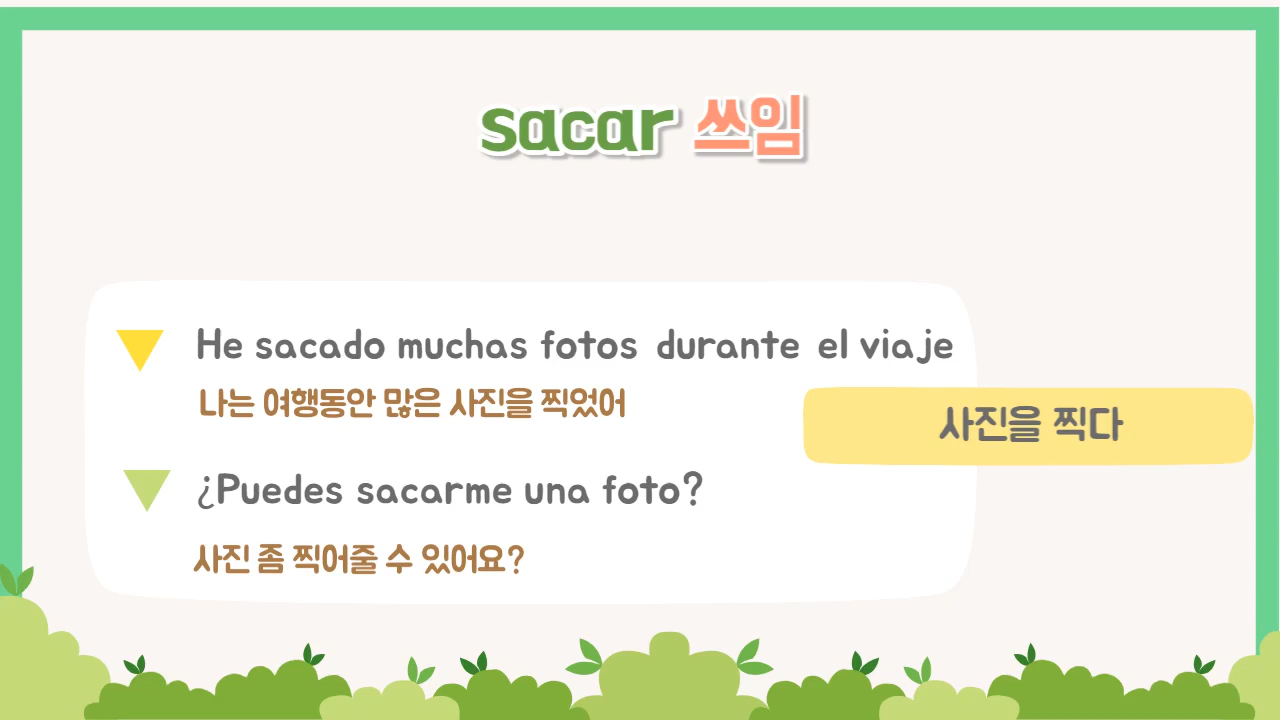 sacar 쓰임
He sacado muchas fotos durante el viaje
나는 여행동안 많은 사진을 찍었어
사진을 찍다
¿Puedes sacarme una foto?
사진 좀 찍어줄 수 있어요?